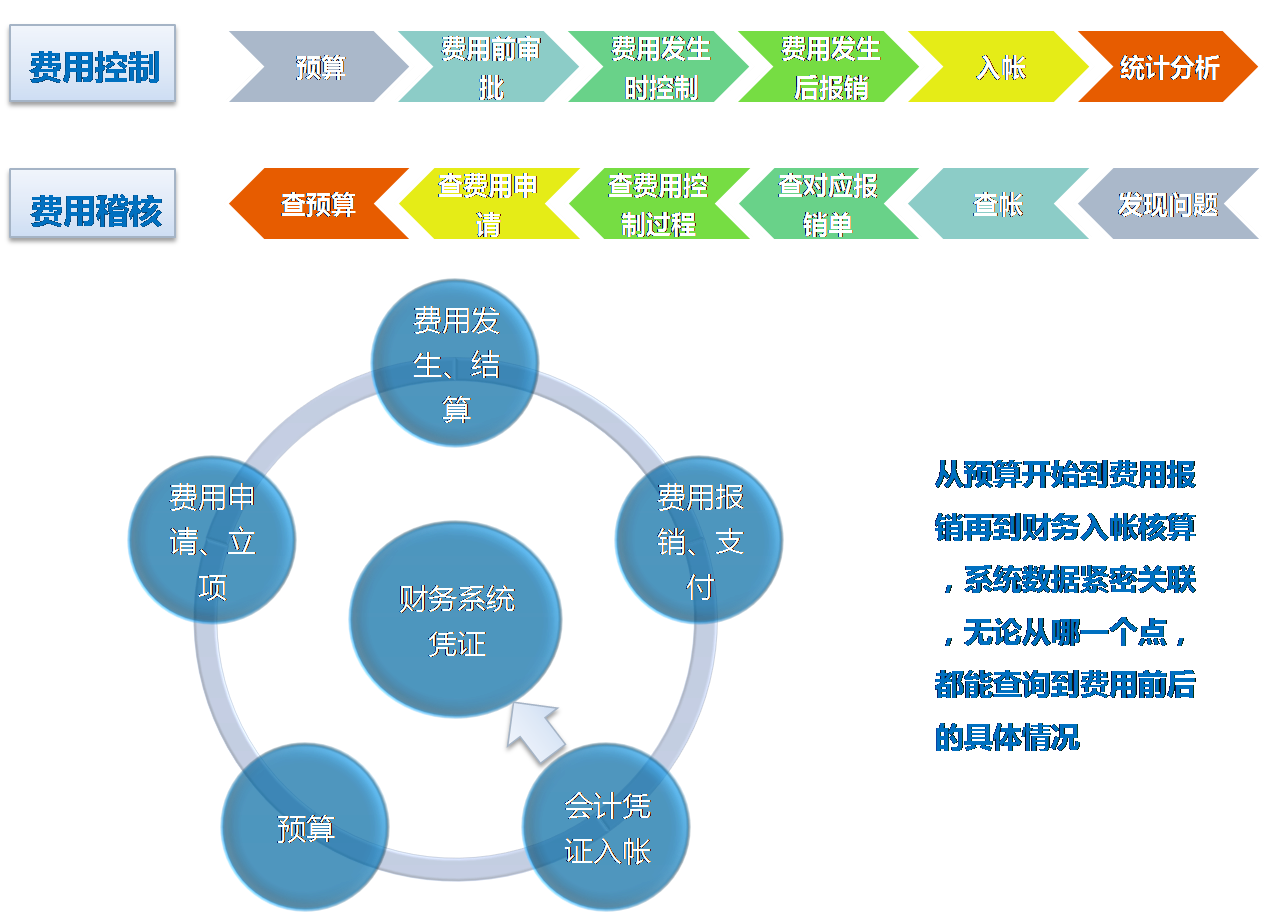 费用控制
预算
费用前审
批
费用发生
时控制
费用发生
后报销
入帐
统计分析
费用稽核
查预算
查费用申
请
查费用控
制过程
查对应报
销单
查帐
发现问题
费用发
生、结
算
费用申
请、立
项
费用报
销、支
付
财务系统
凭证
预算
会计凭
证入帐
从预算开始到费用报
销再到财务入帐核算
，系统数据紧密关联
，无论从哪一个点，
都能查询到费用前后
的具体情况